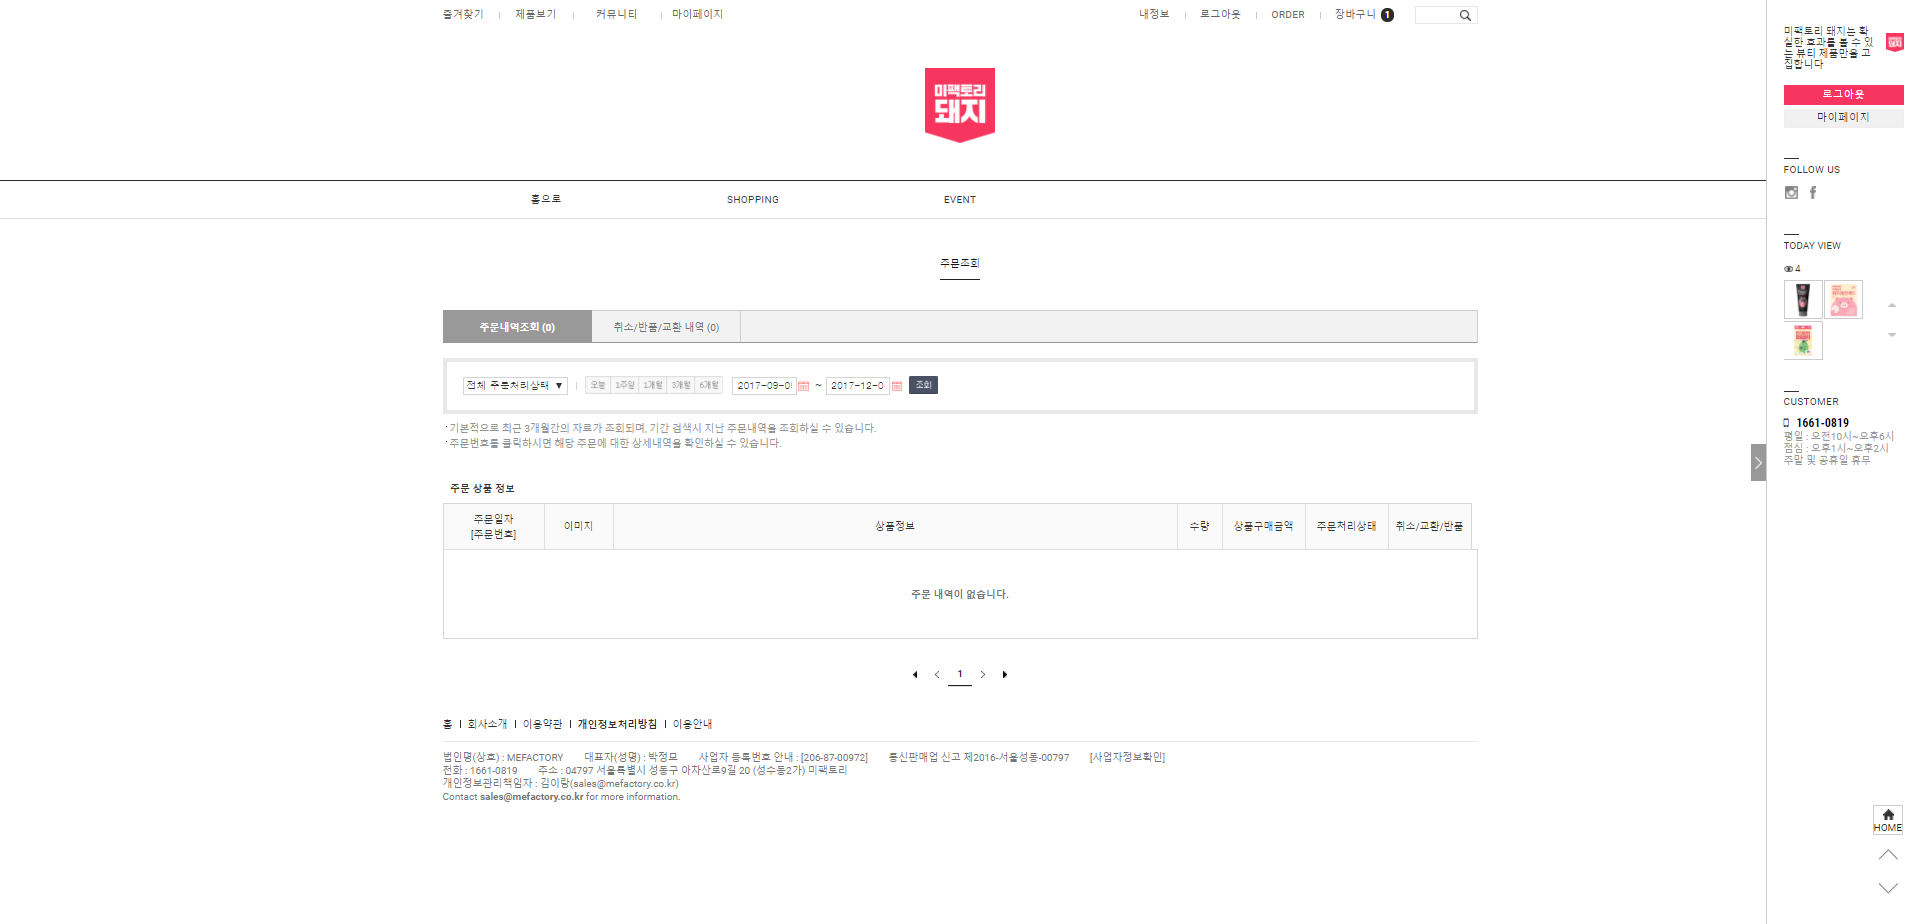 즐겨찾기 제품보기 커뮤니티 마이페이지
내정보 로그아웃 ORDER 장바구니 1
미팩토리
돼지
홈으로 SHOPPING EVENT
주문조회
주문내역조회 (0) 취소/반품/교환 내역 (0)
전체 주문처리상태 ▼ 오늘 1주일 1개월 3개월 6개월 2017-09-0 ~ 2017-12-0 조회
기본적으로 최근 3개월간의 자료가 조회되며, 기간 검색시 지난 주문내역을 조회하실 수 있습니다.
주문번호를 클릭하시면 해당 주문에 대한 상세내역을 확인하실 수 있습니다.
주문 상품 정보
주문일자
[주문번호]
이미지 상품정보 수량 상품구매금액 주문처리상태 취소/교환/반품
주문 내역이 없습니다.
1
홈 회사소개 이용약관 개인정보처리방침 이용안내
법인명(상호) : MEFACTORY 대표자(성명) : 박정모 사업자 등록번호 안내 : [206-87-00972] 통신판매업 신고 제2016-서울성동-00797 [사업자정보확인]
전화 : 1661-0819 주소 : 04797 서울특별시 성동구 아차산로9길 20 (성수동2가) 미팩토리
개인정보관리책임자 : 김이랑(sales@mefactory.co.kr)
Contact sales@mefactory.co.kr for more information.
미팩토리 돼지는 확
실한 효과를 볼 수 있
는 뷰티 제품만을 고
집합니다
로그아웃
마이페이지
FOLLOW US
TODAY VIEW
4
CUSTOMER
1661-0819
평일 : 오전10시~오후6시
점심 : 오후1시~오후2시
주말 및 공휴일 휴무
HOME